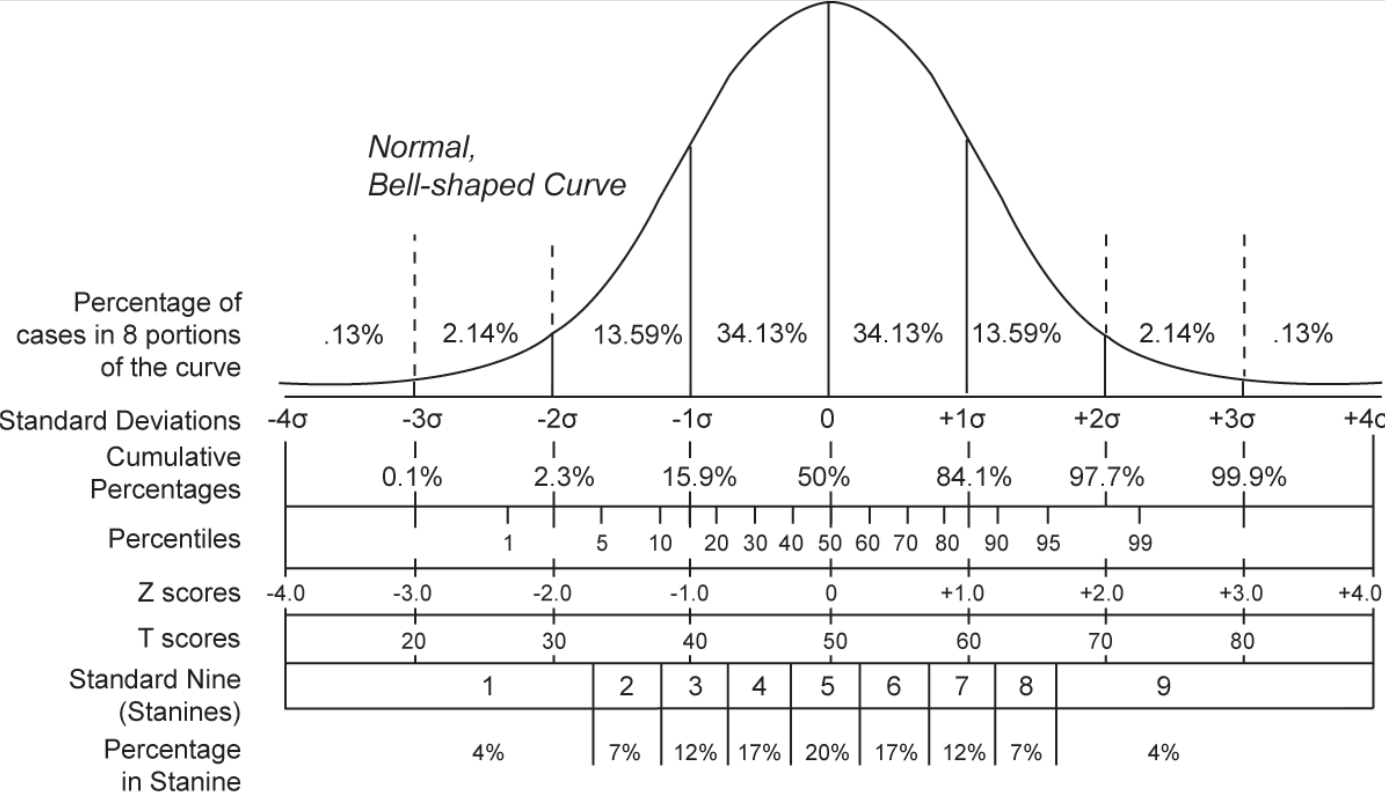 Normal,
Bell-shaped Curve
Percentage of
cases in 8 portions
of the curve
.13% 2.14% 13.59% 34.13% 34.13% 13.59% 2.14% .13%
Standard Deviations -4σ -3σ -2σ -1σ 0 +1σ +2σ +3σ +4σ
Cumulative
Percentages 0.1% 2.3% 15.9% 50% 84.1% 97.7% 99.9%
Percentiles 1 5 10 20 30 40 50 60 70 80 90 95 99
Z scores -4.0 -3.0 -2.0 -1.0 0 +1.0 +2.0 +3.0 +4.0
T scores 20 30 40 50 60 70 80
Standard Nine
(Stanines) 1 2 3 4 5 6 7 8 9
Percentage
in Stanine 4% 7% 12% 17% 20% 17% 12% 7% 4%